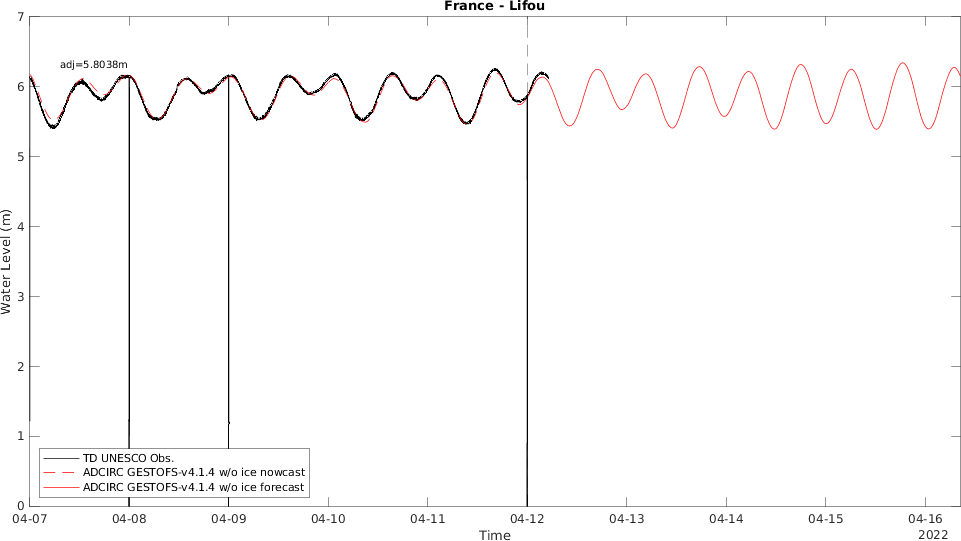 France - Lifou
7
adj=5.8038m
6
5
4
3
2
1
0
Water Level (m)
TD UNESCO Obs.
ADCIRC GESTOFS-v4.1.4 w/o ice nowcast
ADCIRC GESTOFS-v4.1.4 w/o ice forecast
04-07 04-08 04-09 04-10 04-11 04-12 04-13 04-14 04-15 04-16
Time
2022